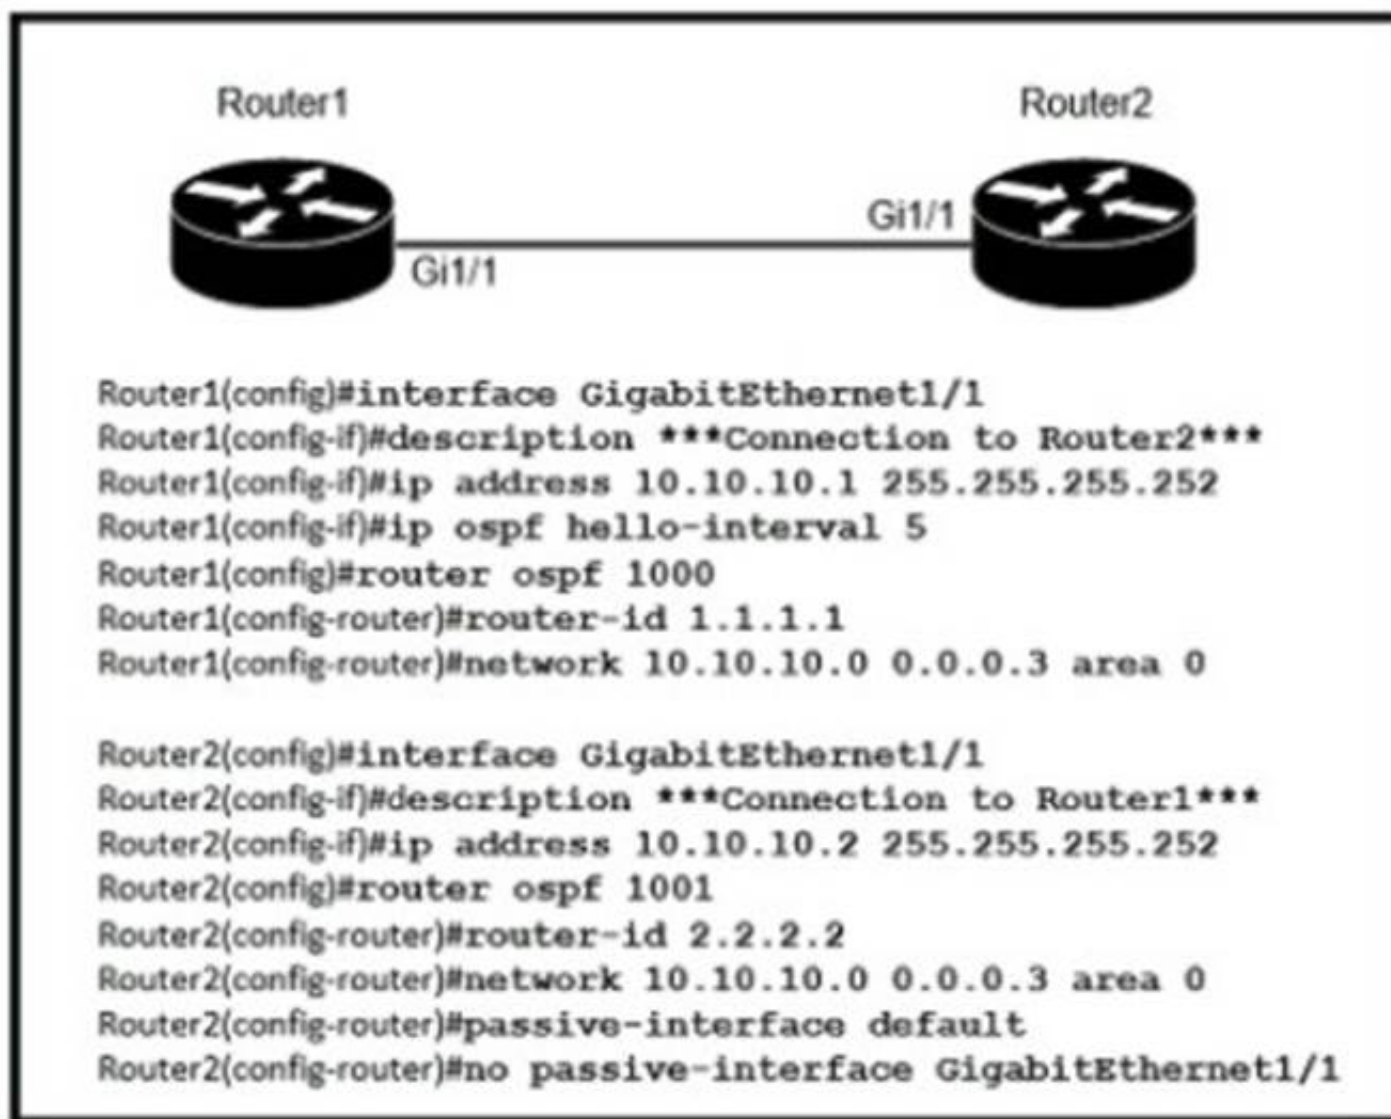 Router1
Router2
Gi1/1
Gi1/1
Router1(config)#interface GigabitEthernet1/1
Router1(config-if)#description ***Connection to Router2***
Router1(config-if)#ip address 10.10.10.1 255.255.255.252
Router1(config-if)#ip ospf hello-interval 5
Router1(config)#router ospf 1000
Router1(config-router)#router-id 1.1.1.1
Router1(config-router)#network 10.10.10.0 0.0.0.3 area 0
Router2(config)#interface GigabitEthernet1/1
Router2(config-if)#description ***Connection to Router1***
Router2(config-if)#ip address 10.10.10.2 255.255.255.252
Router2(config)#router ospf 1001
Router2(config-router)#router-id 2.2.2.2
Router2(config-router)#network 10.10.10.0 0.0.0.3 area 0
Router2(config-router)#passive-interface default
Router2(config-router)#no passive-interface GigabitEthernet1/1